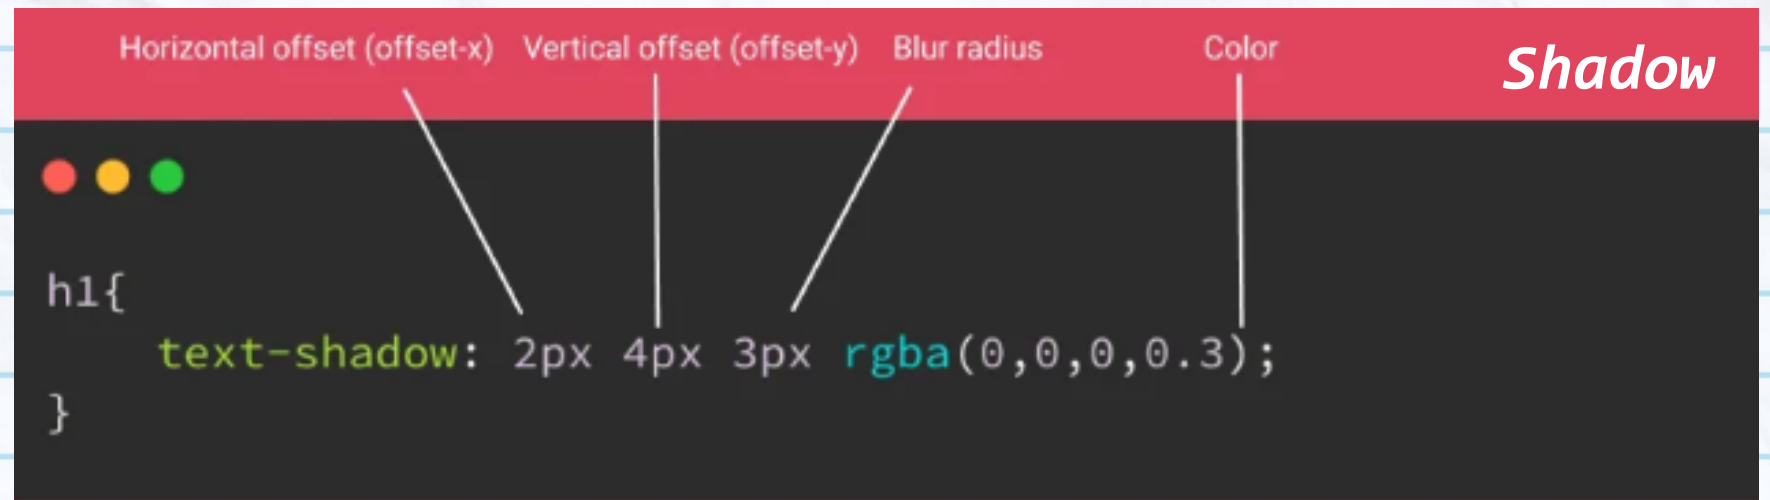 Horizontal offset (offset-x) Vertical offset (offset-y) Blur radius Color
Shadow
h1{
text-shadow: 2px 4px 3px rgba(0,0,0,0.3);
}